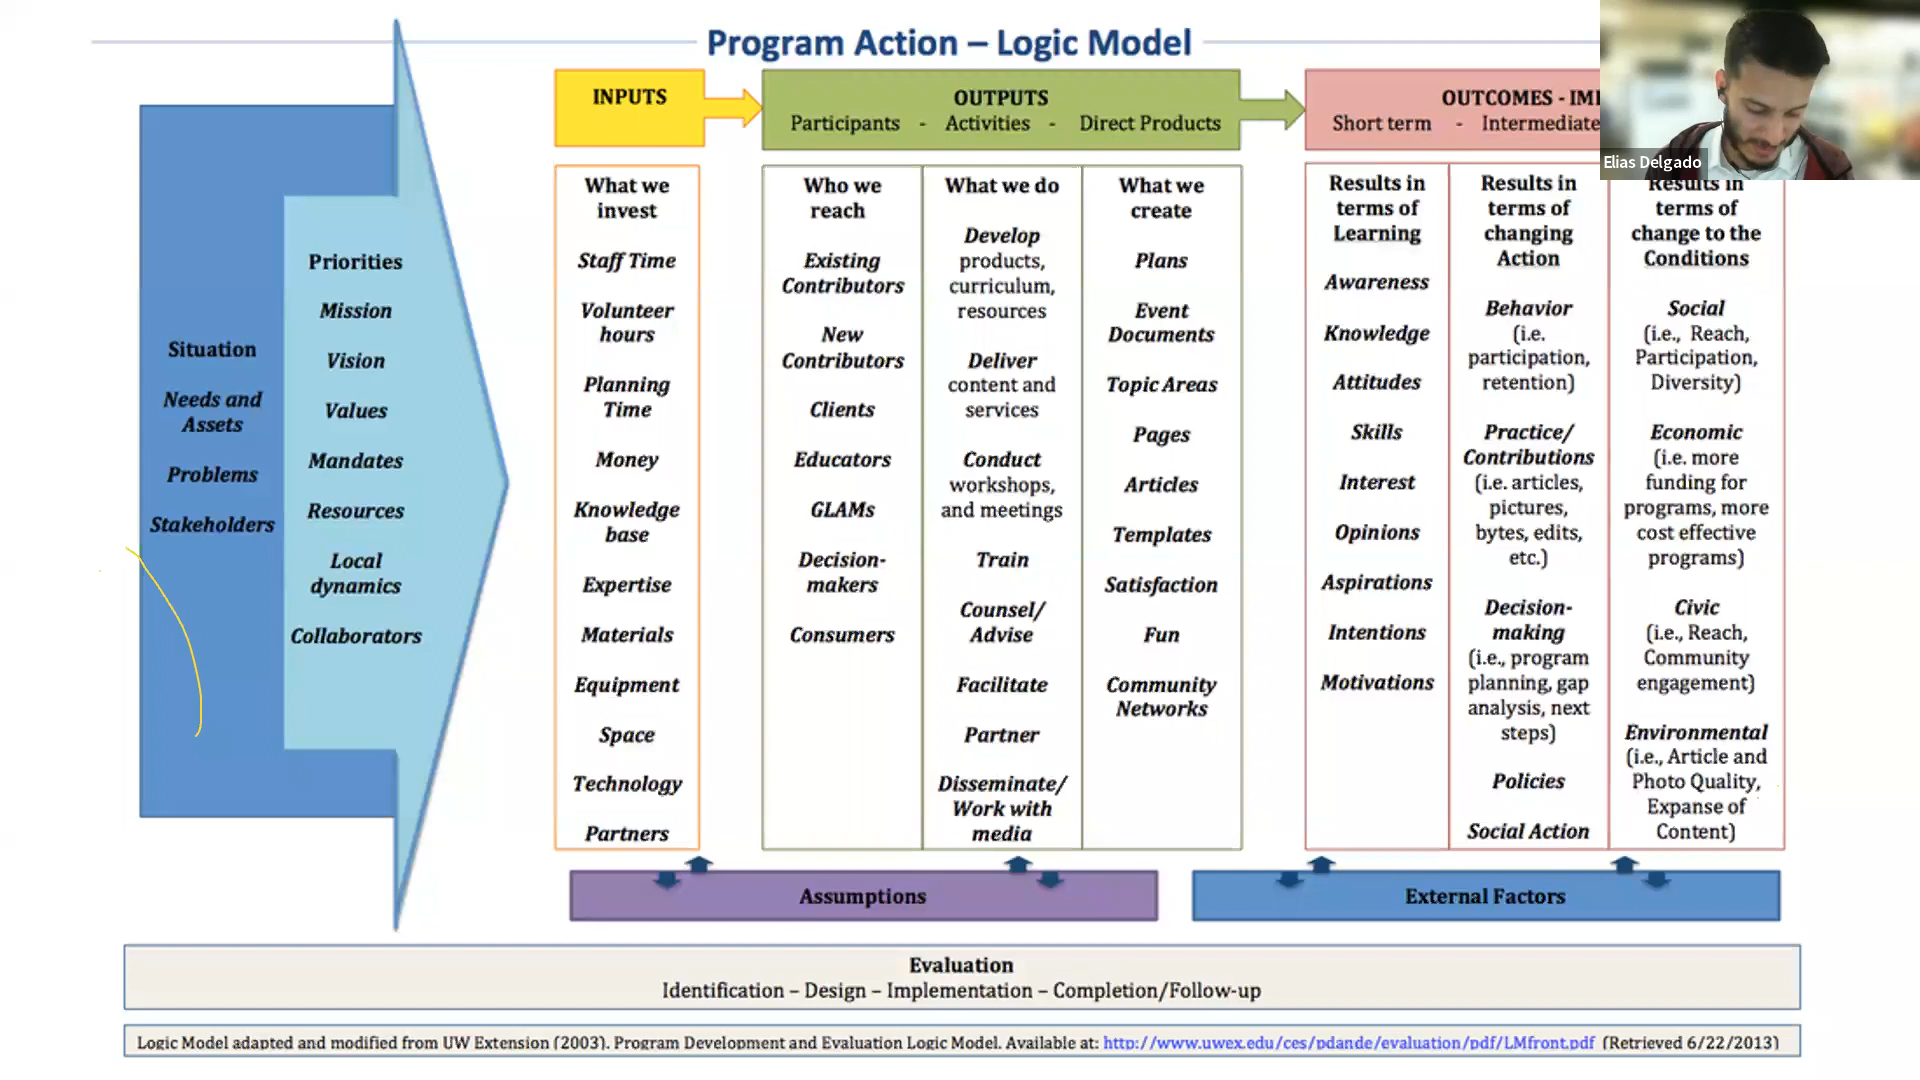 Program Action – Logic Model
INPUTS
OUTPUTS
Participants - Activities - Direct Products
OUTCOMES - IM
Short term - Intermediate
Elias Delgado
Situation
Needs and
Assets
Problems
Stakeholders
Priorities
Mission
Vision
Values
Mandates
Resources
Local
dynamics
Collaborators
What we
invest
Staff Time
Volunteer
hours
Planning
Time
Money
Knowledge
base
Expertise
Materials
Equipment
Space
Technology
Partners
Who we
reach
Existing
Contributors
New
Contributors
Clients
Educators
GLAMs
Decision-
makers
Consumers
What we do
Develop
products,
curriculum,
resources
Deliver
content and
services
Conduct
workshops,
and meetings
Train
Counsel/
Advise
Facilitate
Partner
Disseminate/
Work with
media
What we
create
Plans
Event
Documents
Topic Areas
Pages
Articles
Templates
Satisfaction
Fun
Community
Networks
Results in
terms of
Learning
Awareness
Knowledge
Attitudes
Skills
Interest
Opinions
Aspirations
Intentions
Motivations
Results in
terms of
changing
Action
Behavior
(i.e.
participation,
retention)
Practice/
Contributions
(i.e. articles,
pictures,
bytes, edits,
etc.)
Decision-
making
(i.e., program
planning, gap
analysis, next
steps)
Policies
Social Action
Results in
terms of
change to the
Conditions
Social
(i.e., Reach,
Participation,
Diversity)
Economic
(i.e. more
funding for
programs, more
cost effective
programs)
Civic
(i.e., Reach,
Community
engagement)
Environmental
(i.e., Article and
Photo Quality,
Expanse of
Content)
Assumptions
External Factors
Evaluation
Identification – Design – Implementation – Completion/Follow-up
Logic Model adapted and modified from UW Extension (2003). Program Development and Evaluation Logic Model. Available at: http://www.uwex.edu/ces/pdande/evaluation/pdf/LMfront.pdf (Retrieved 6/22/2013)